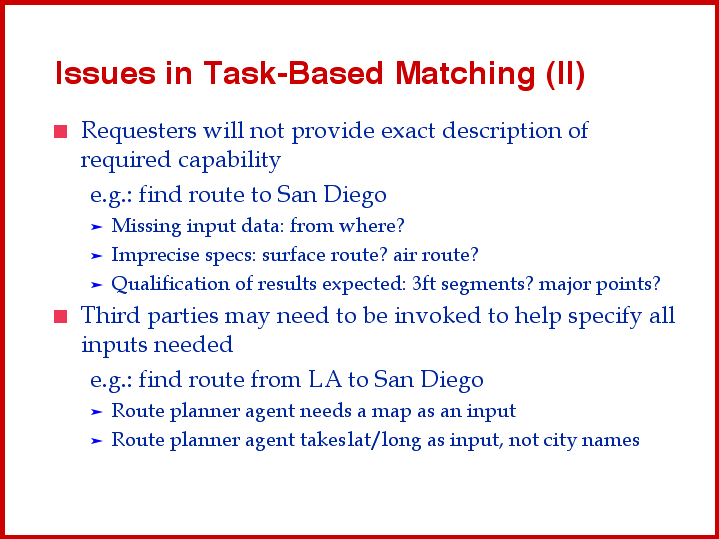 Issues in Task-Based Matching (II)
Requesters will not provide exact description of
required capability
e.g.: find route to San Diego
Missing input data: from where?
Imprecise specs: surface route? air route?
Qualification of results expected: 3ft segments? major points?
Third parties may need to be invoked to help specify all
inputs needed
e.g.: find route from LA to San Diego
Route planner agent needs a map as an input
Route planner agent takes lat/long as input, not city names